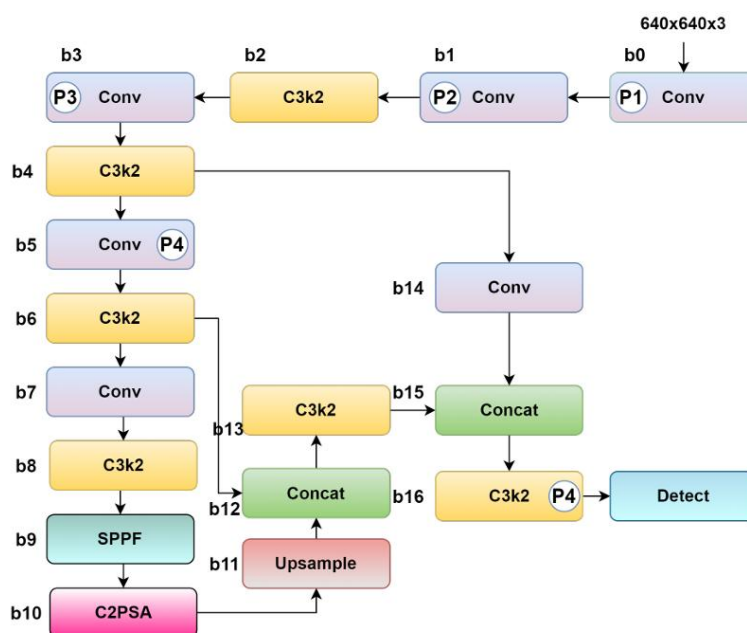 640x640x3
b3
b2
b1
b0
P3 Conv
C3k2
P2 Conv
P1 Conv
b4
C3k2
b5
Conv P4
b14
Conv
b6
C3k2
b7
Conv
b13
C3k2
b15
Concat
b8
C3k2
b12
Concat
b16
C3k2 P4
Detect
b9
SPPF
b11
Upsample
b10
C2PSA